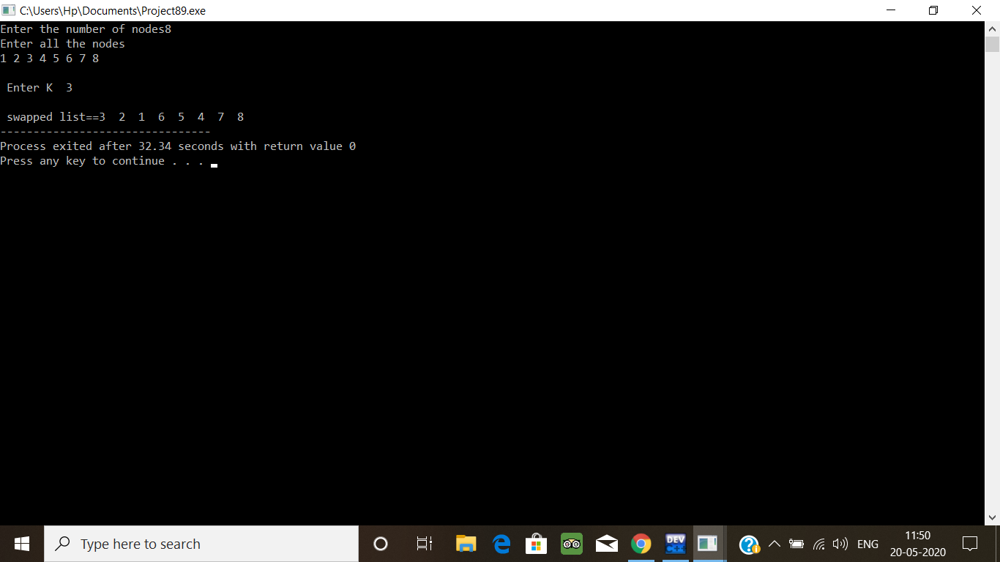 C:\Users\Hp\Documents\Project89.exe
Enter the number of nodes8
Enter all the nodes
1 2 3 4 5 6 7 8
Enter K  3
swapped list==3  2  1  6  5  4  7  8
--------------------------------
Process exited after 32.34 seconds with return value 0
Press any key to continue . . .
Type here to search
DEV
C++
ENG
11:50
20-05-2020